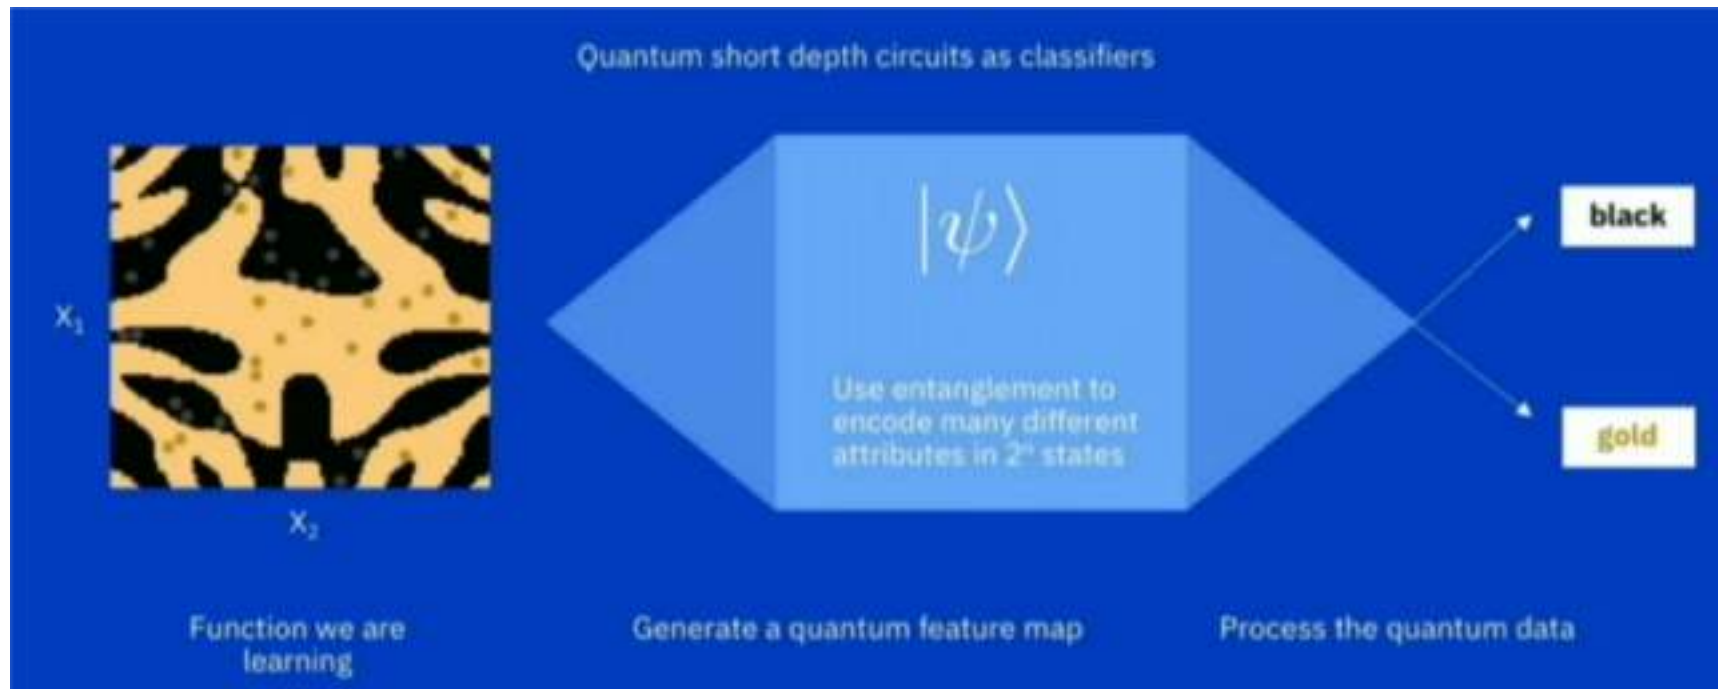 Quantum short depth circuits as classifiers
|ψ⟩
black
X₁
Use entanglement to
encode many different
attributes in 2ⁿ states
gold
X₂
Function we are
learning
Generate a quantum feature map
Process the quantum data